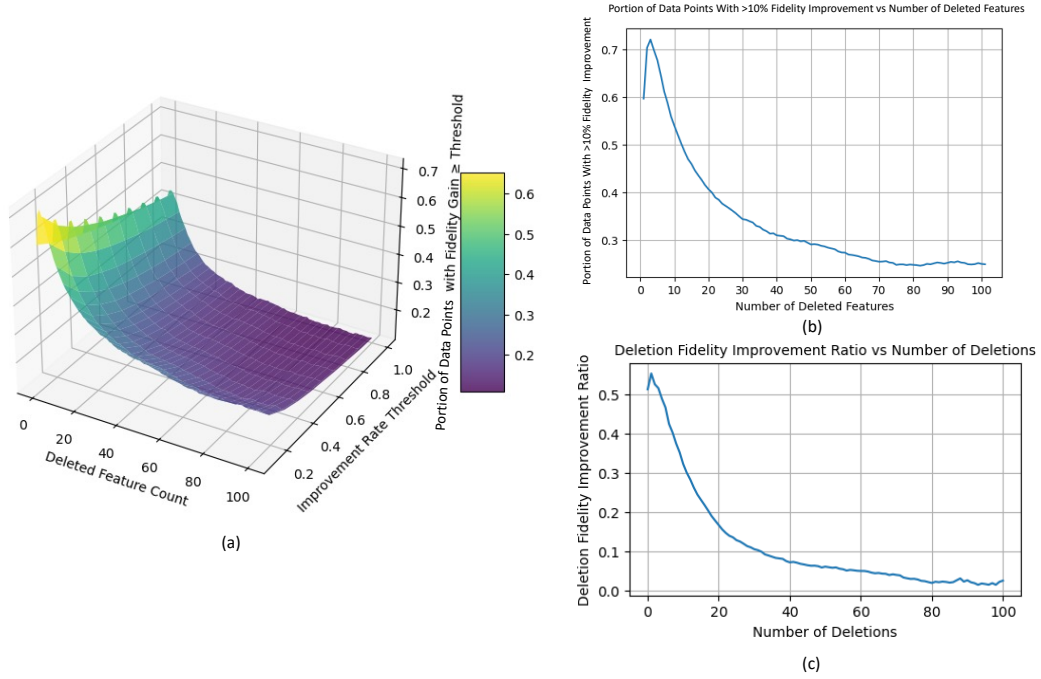 0.7
0.6
0.5
0.4
0.3
0.2
Portion of Data Points with Fidelity Gain ≥ Threshold
0.6
0.5
0.4
0.3
0.2
1.0
0.8
0.6
0.4
0.2
Improvement Rate Threshold
0
20
40
60
80
100
Deleted Feature Count
(a)
Portion of Data Points With >10% Fidelity Improvement vs Number of Deleted Features
Portion of Data Points With >10% Fidelity Improvement
0.7
0.6
0.5
0.4
0.3
0 10 20 30 40 50 60 70 80 90 100
Number of Deleted Features
(b)
Deletion Fidelity Improvement Ratio vs Number of Deletions
Deletion Fidelity Improvement Ratio
0.5
0.4
0.3
0.2
0.1
0.0
0 20 40 60 80 100
Number of Deletions
(c)